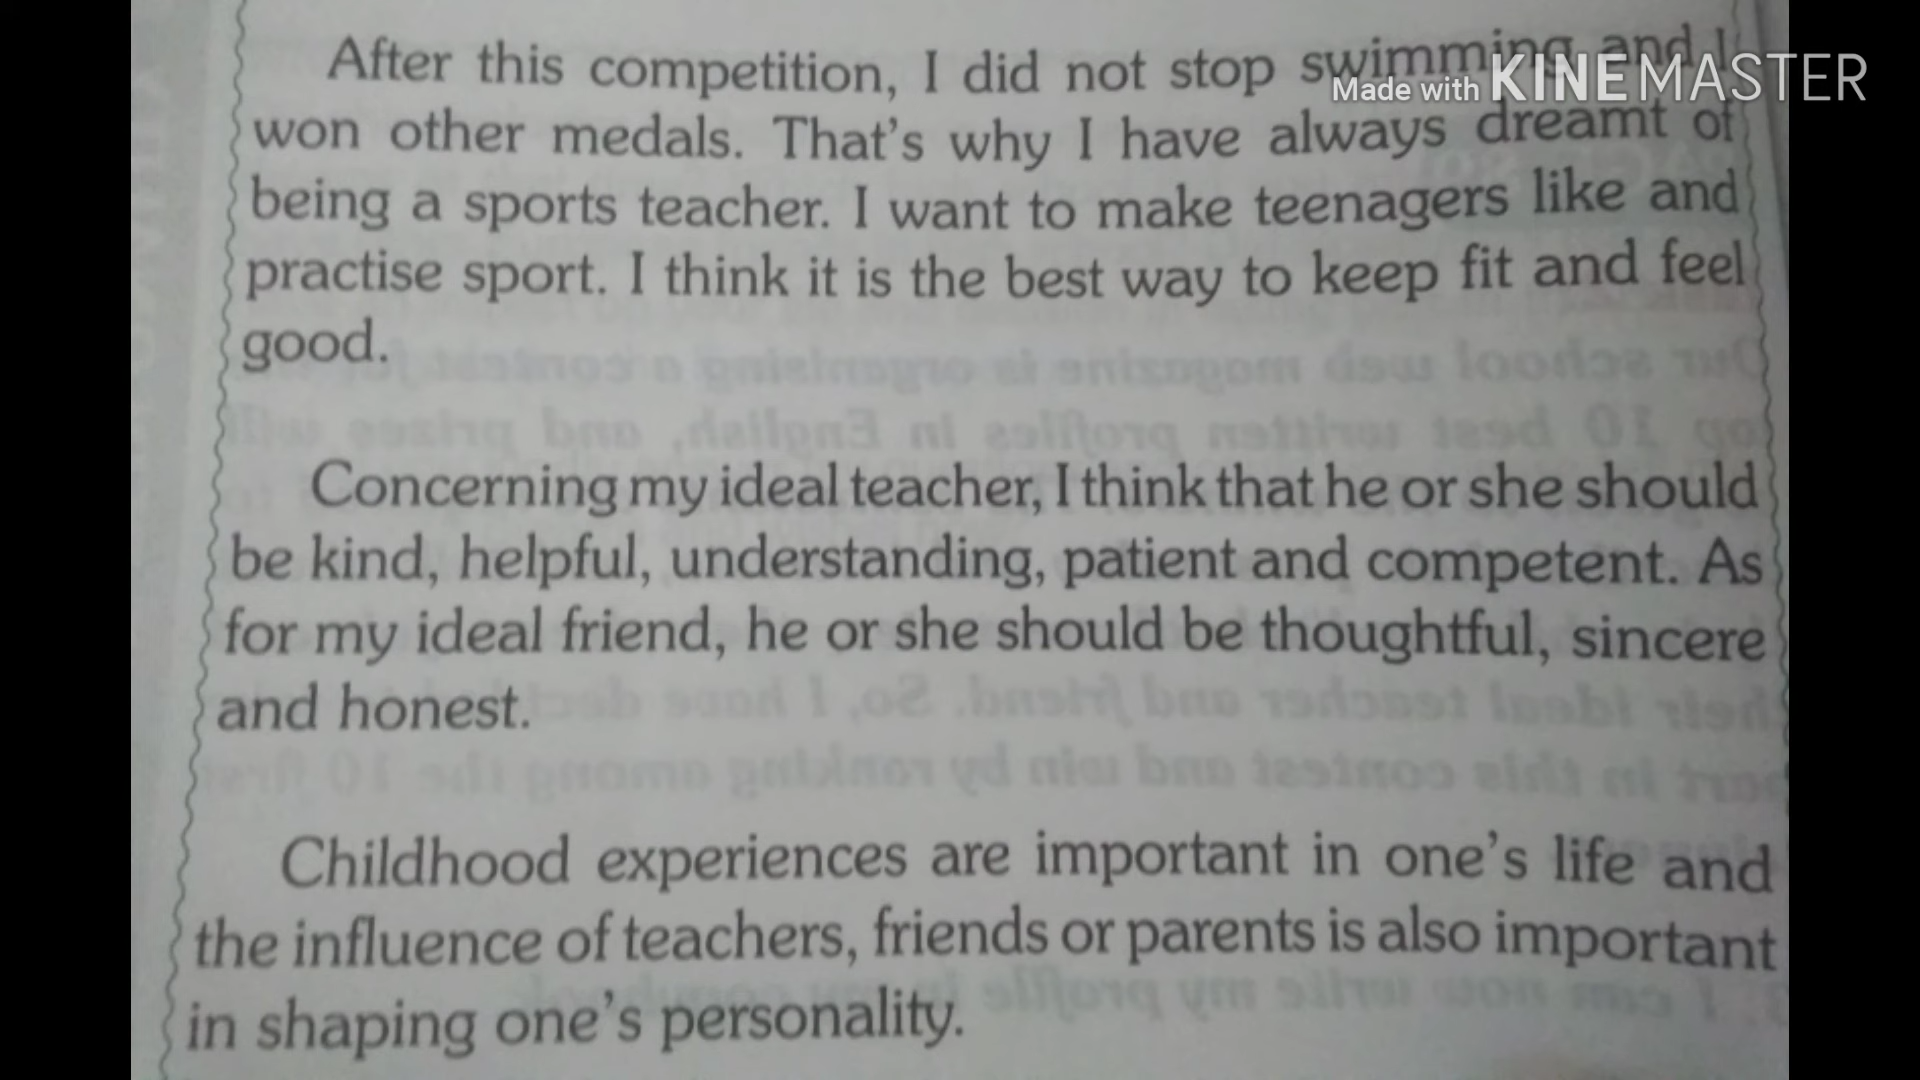 After this competition, I did not stop swimming and I
Made with KINEMASTER
won other medals. That's why I have always dreamt of
being a sports teacher. I want to make teenagers like and
practise sport. I think it is the best way to keep fit and feel
good.
Concerning my ideal teacher, I think that he or she should
be kind, helpful, understanding, patient and competent. As
for my ideal friend, he or she should be thoughtful, sincere
and honest.
Childhood experiences are important in one's life and
the influence of teachers, friends or parents is also important
in shaping one's personality.